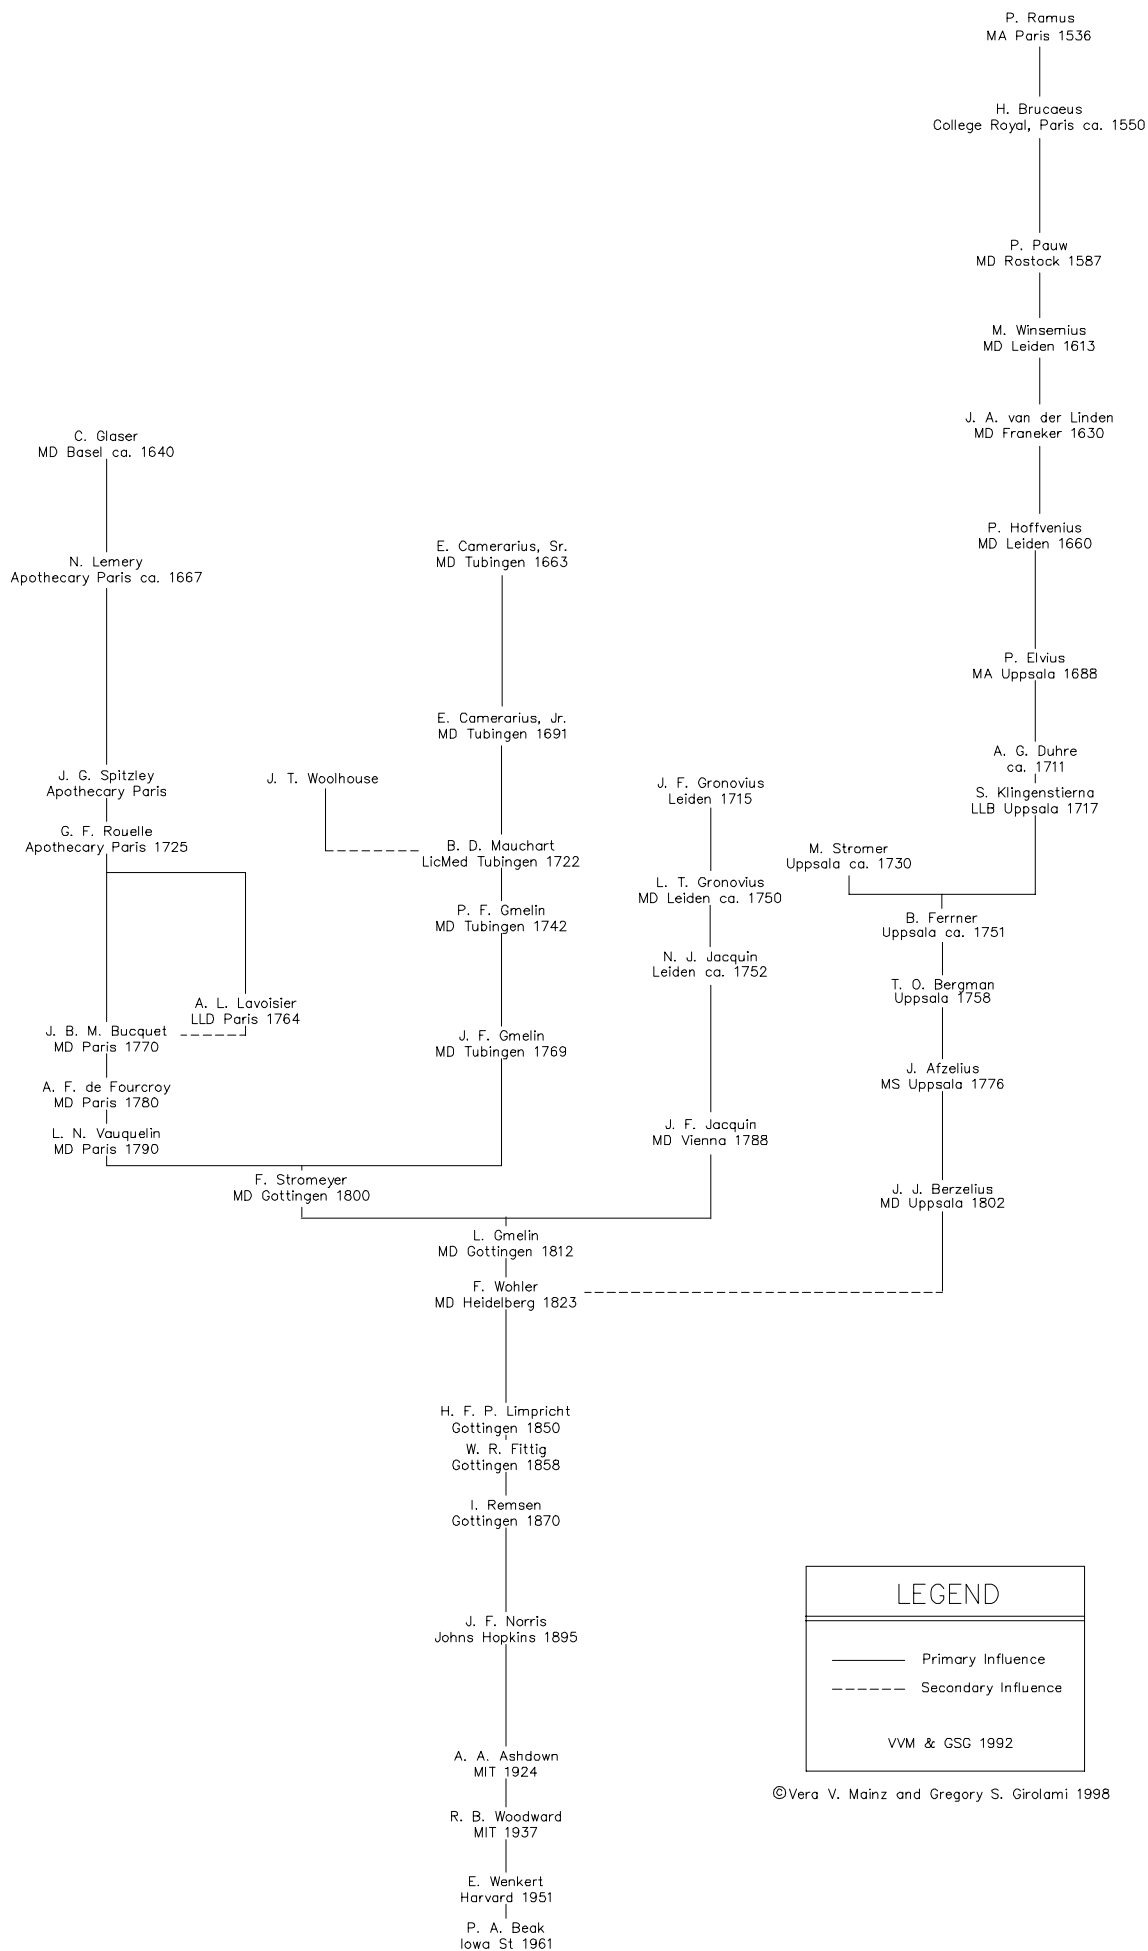 P. Ramus
MA Paris 1536
H. Brucaeus
College Royal, Paris ca. 1550
P. Pauw
MD Rostock 1587
M. Winsemius
MD Leiden 1613
J. A. van der Linden
MD Franeker 1630
C. Glaser
MD Basel ca. 1640
P. Hoffvenius
MD Leiden 1660
E. Camerarius, Sr.
MD Tubingen 1663
N. Lemery
Apothecary Paris ca. 1667
P. Elvius
MA Uppsala 1688
E. Camerarius, Jr.
MD Tubingen 1691
A. G. Duhre
ca. 1711
J. G. Spitzley
Apothecary Paris
J. T. Woolhouse
J. F. Gronovius
Leiden 1715
S. Klingenstierna
LLB Uppsala 1717
G. F. Rouelle
Apothecary Paris 1725
B. D. Mauchart
LicMed Tubingen 1722
M. Stromer
Uppsala ca. 1730
L. T. Gronovius
MD Leiden ca. 1750
P. F. Gmelin
MD Tubingen 1742
B. Ferrner
Uppsala ca. 1751
N. J. Jacquin
Leiden ca. 1752
T. O. Bergman
Uppsala 1758
A. L. Lavoisier
LLD Paris 1764
J. B. M. Bucquet
MD Paris 1770
J. F. Gmelin
MD Tubingen 1769
J. Afzelius
MS Uppsala 1776
A. F. de Fourcroy
MD Paris 1780
L. N. Vauquelin
MD Paris 1790
J. F. Jacquin
MD Vienna 1788
F. Stromeyer
MD Gottingen 1800
J. J. Berzelius
MD Uppsala 1802
L. Gmelin
MD Gottingen 1812
F. Wohler
MD Heidelberg 1823
H. F. P. Limpricht
Gottingen 1850
W. R. Fittig
Gottingen 1858
I. Remsen
Gottingen 1870
J. F. Norris
Johns Hopkins 1895
A. A. Ashdown
MIT 1924
R. B. Woodward
MIT 1937
E. Wenkert
Harvard 1951
P. A. Beak
Iowa St 1961
LEGEND
Primary Influence
Secondary Influence
VVM & GSG 1992
©Vera V. Mainz and Gregory S. Girolami 1998